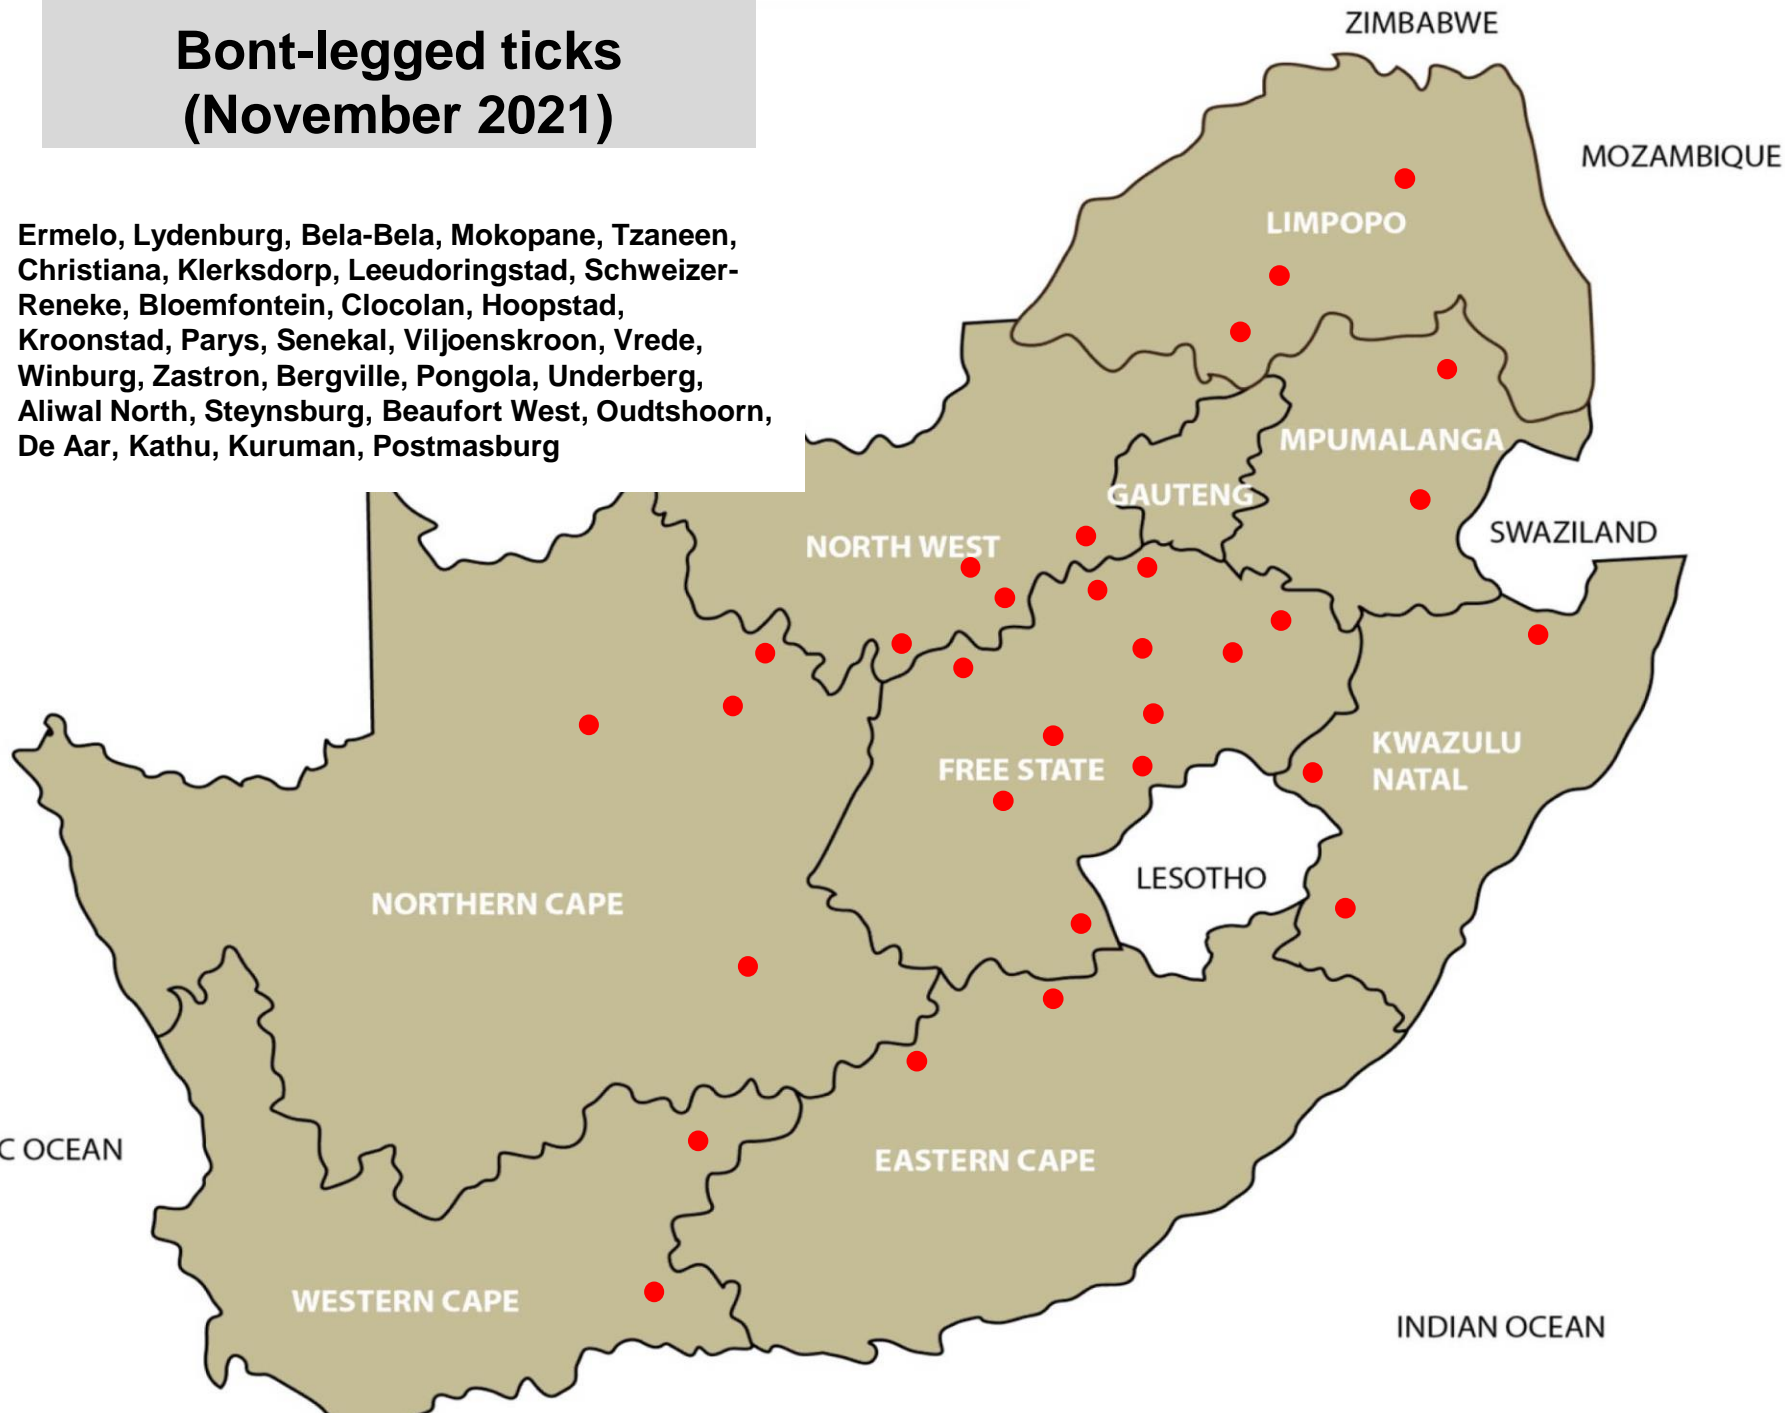 Bont-legged ticks
(November 2021)
Ermelo, Lydenburg, Bela-Bela, Mokopane, Tzaneen,
Christiana, Klerksdorp, Leeudoringstad, Schweizer-
Reneke, Bloemfontein, Clocolan, Hoopstad,
Kroonstad, Parys, Senekal, Viljoenskroon, Vrede,
Winburg, Zastron, Bergville, Pongola, Underberg,
Aliwal North, Steynsburg, Beaufort West, Oudtshoorn,
De Aar, Kathu, Kuruman, Postmasburg
ZIMBABWE
MOZAMBIQUE
LIMPOPO
MPUMALANGA
GAUTENG
SWAZILAND
NORTH WEST
KWAZULU
NATAL
FREE STATE
LESOTHO
NORTHERN CAPE
C OCEAN
EASTERN CAPE
WESTERN CAPE
INDIAN OCEAN